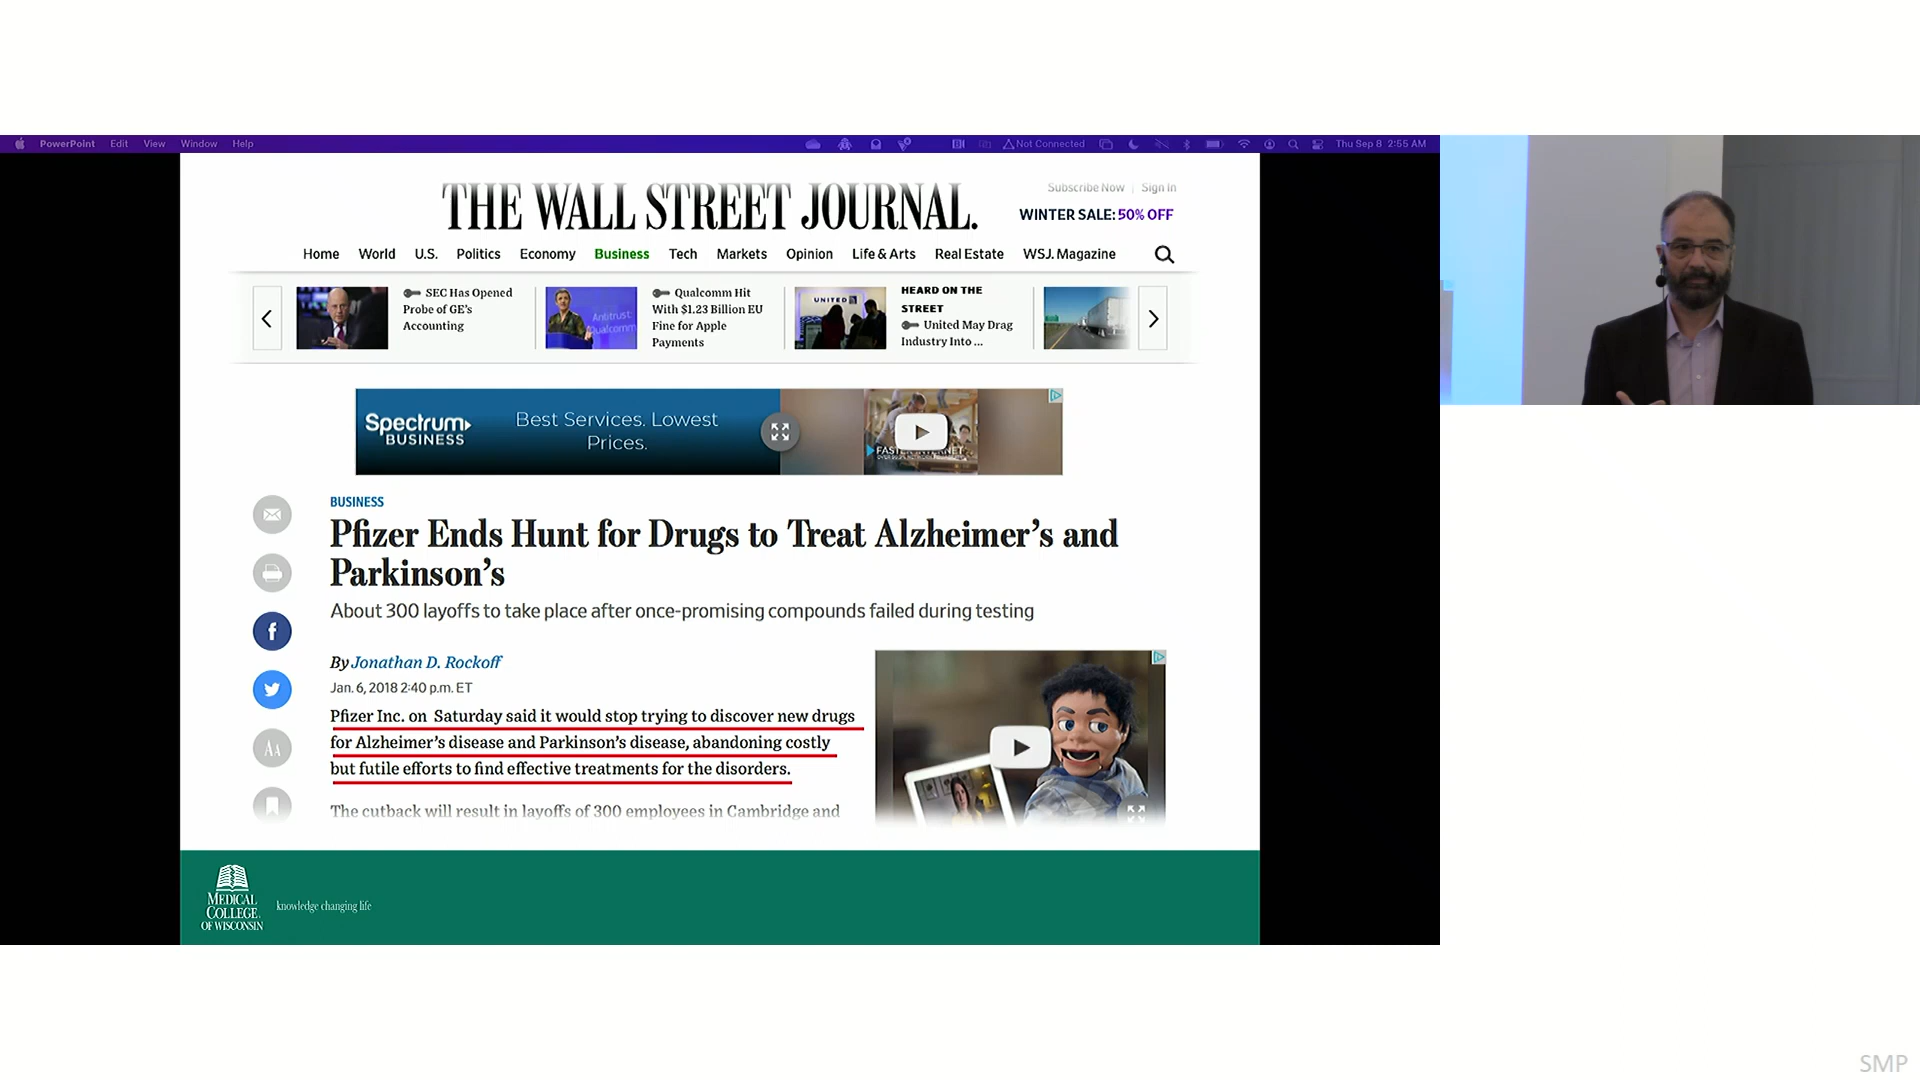 PowerPoint Edit View Window Help Not Connected Thu Sep 8 2:55 AM
THE WALL STREET JOURNAL.
Subscribe Now | Sign In
WINTER SALE: 50% OFF
Home World U.S. Politics Economy Business Tech Markets Opinion Life & Arts Real Estate WSJ. Magazine
SEC Has Opened
Probe of GE's
Accounting
Antitrust
Qualcomm
Qualcomm Hit
With $1.23 Billion EU
Fine for Apple
Payments
UNITED
HEARD ON THE
STREET
United May Drag
Industry Into ...
Spectrum
BUSINESS
Best Services. Lowest
Prices.
BUSINESS
Pfizer Ends Hunt for Drugs to Treat Alzheimer’s and
Parkinson’s
About 300 layoffs to take place after once-promising compounds failed during testing
By Jonathan D. Rockoff
Jan. 6, 2018 2:40 p.m. ET
Pfizer Inc. on Saturday said it would stop trying to discover new drugs
for Alzheimer’s disease and Parkinson’s disease, abandoning costly
but futile efforts to find effective treatments for the disorders.
The cutback will result in layoffs of 300 employees in Cambridge and
AA
MEDICAL
COLLEGE
OF WISCONSIN
knowledge changing life
SMP